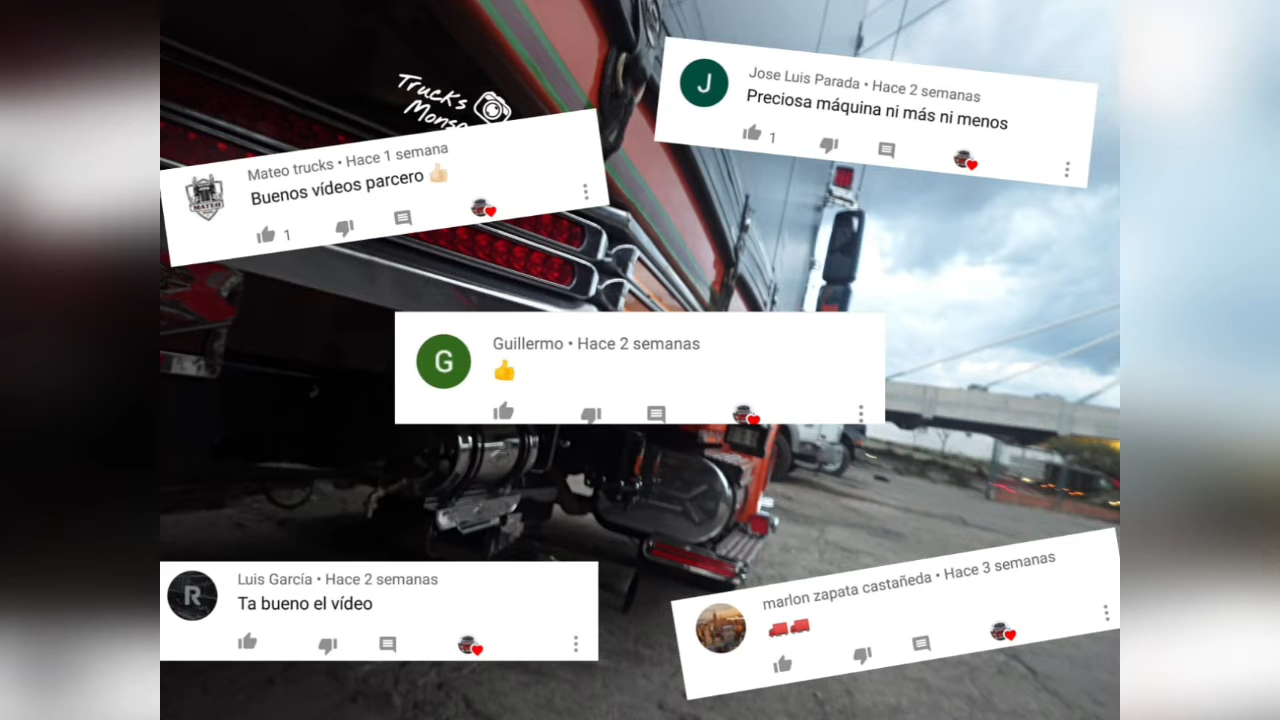 Jose Luis Parada • Hace 2 semanas
Preciosa máquina ni más ni menos
1
Trucks
Mateo trucks • Hace 1 semana
Buenos vídeos parcero 👍🏻
MATEO
1
G
Guillermo • Hace 2 semanas
👍
R
Luis García • Hace 2 semanas
Ta bueno el vídeo
marlon zapata castañeda • Hace 3 semanas
🚚🚚
J